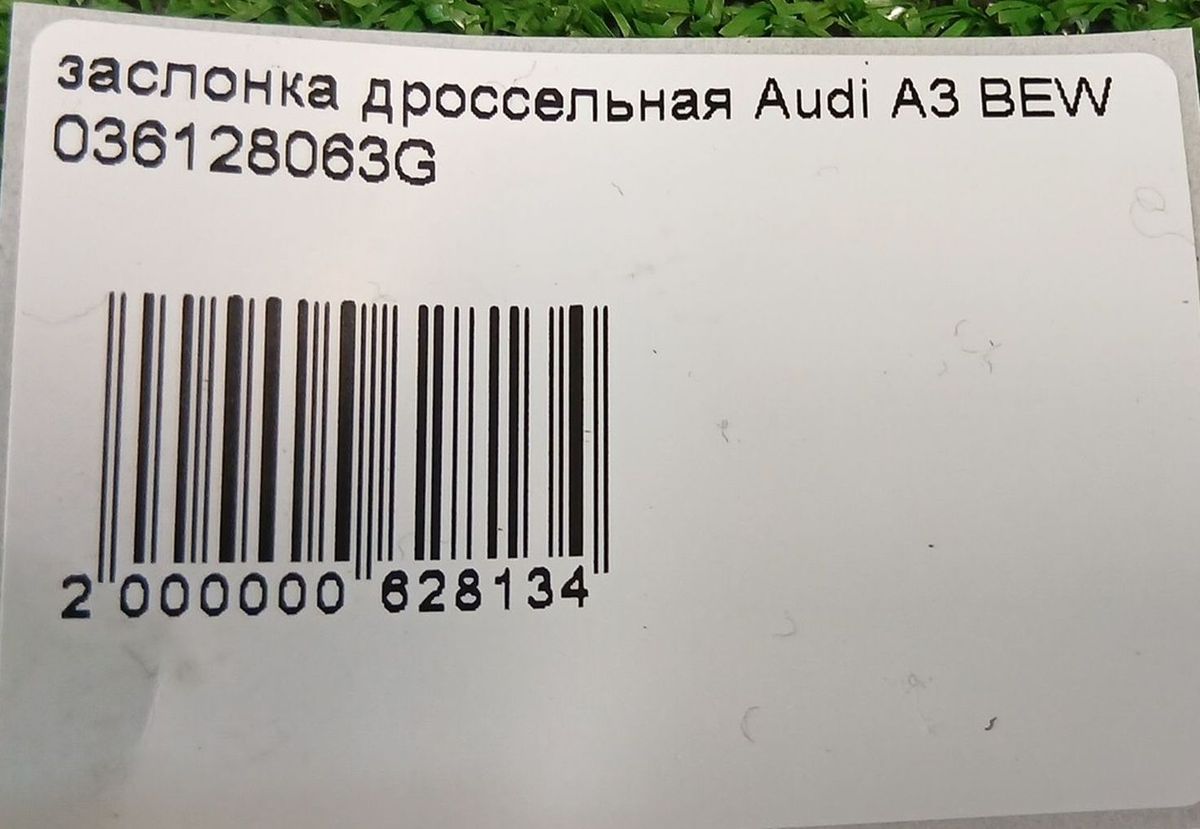 заслонка дроссельная Audi A3 BEW
036128063G
2 000000 628134